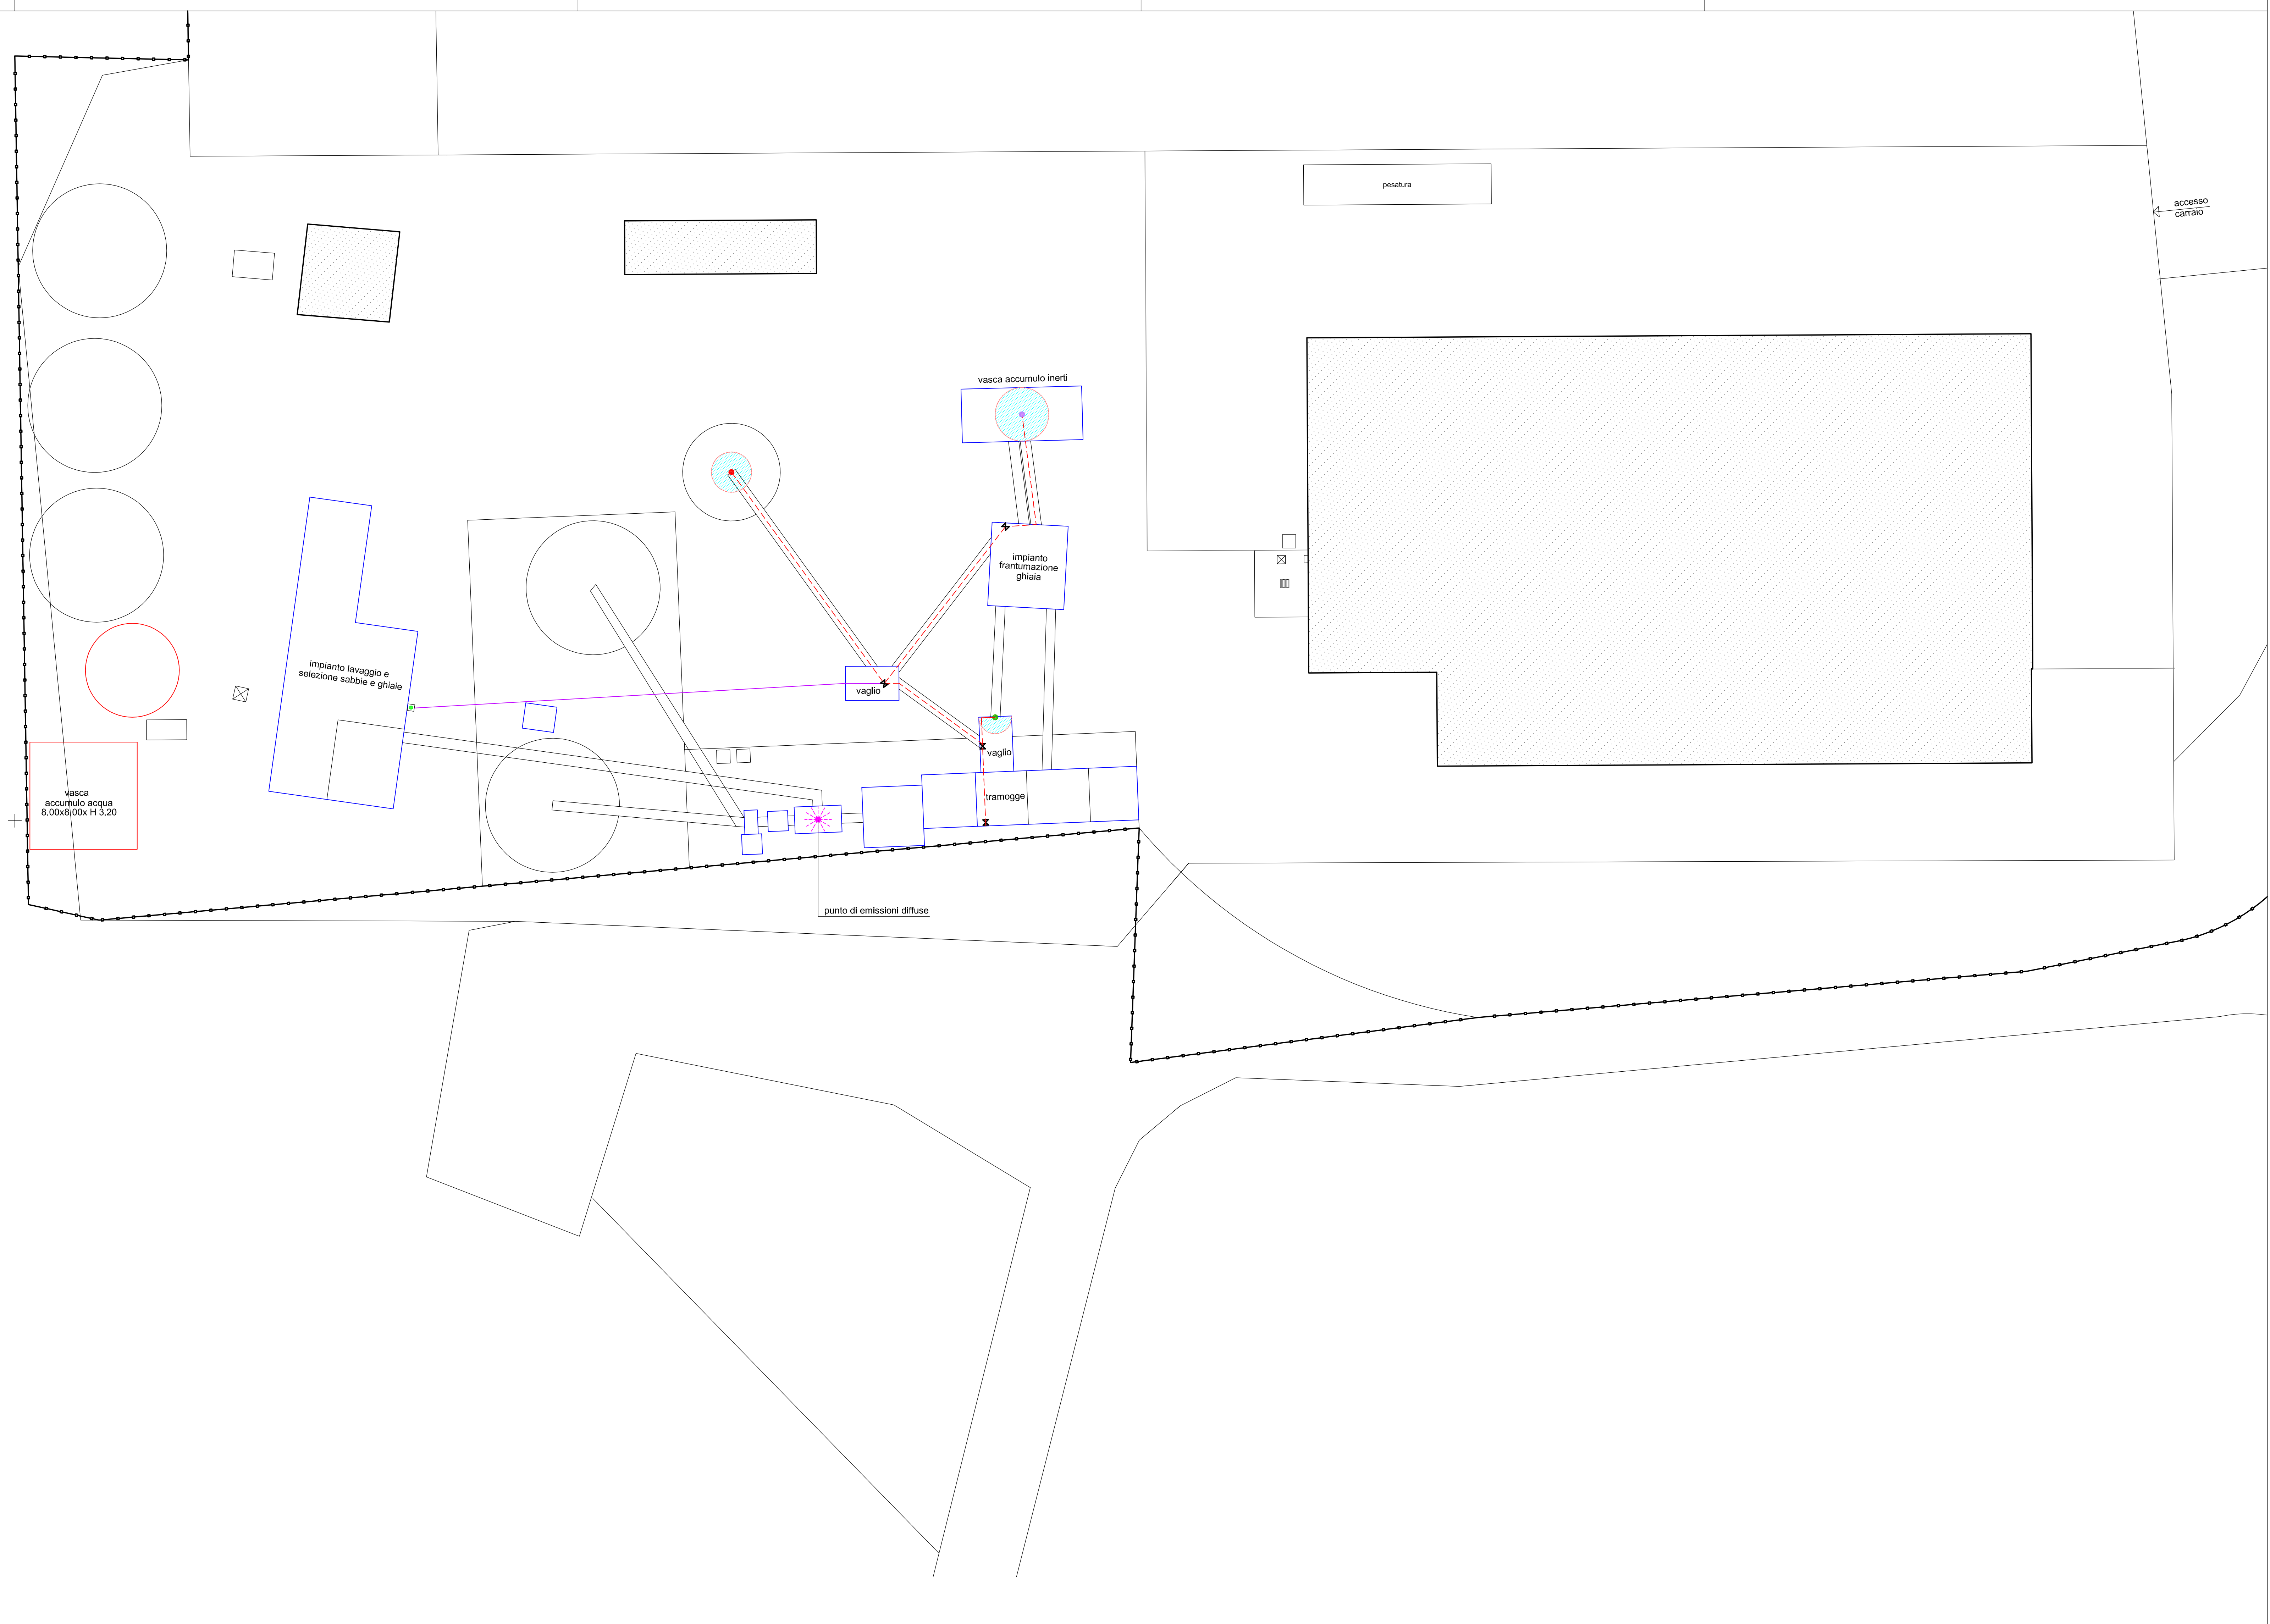 pesatura
accesso
carraio
vasca accumulo inerti
impianto
frantumazione
ghiaia
impianto lavaggio e
selezione sabbie e ghiaie
vaglio
vaglio
tramogge
vasca
accumulo acqua
8,00x8,00x H 3,20
punto di emissioni diffuse